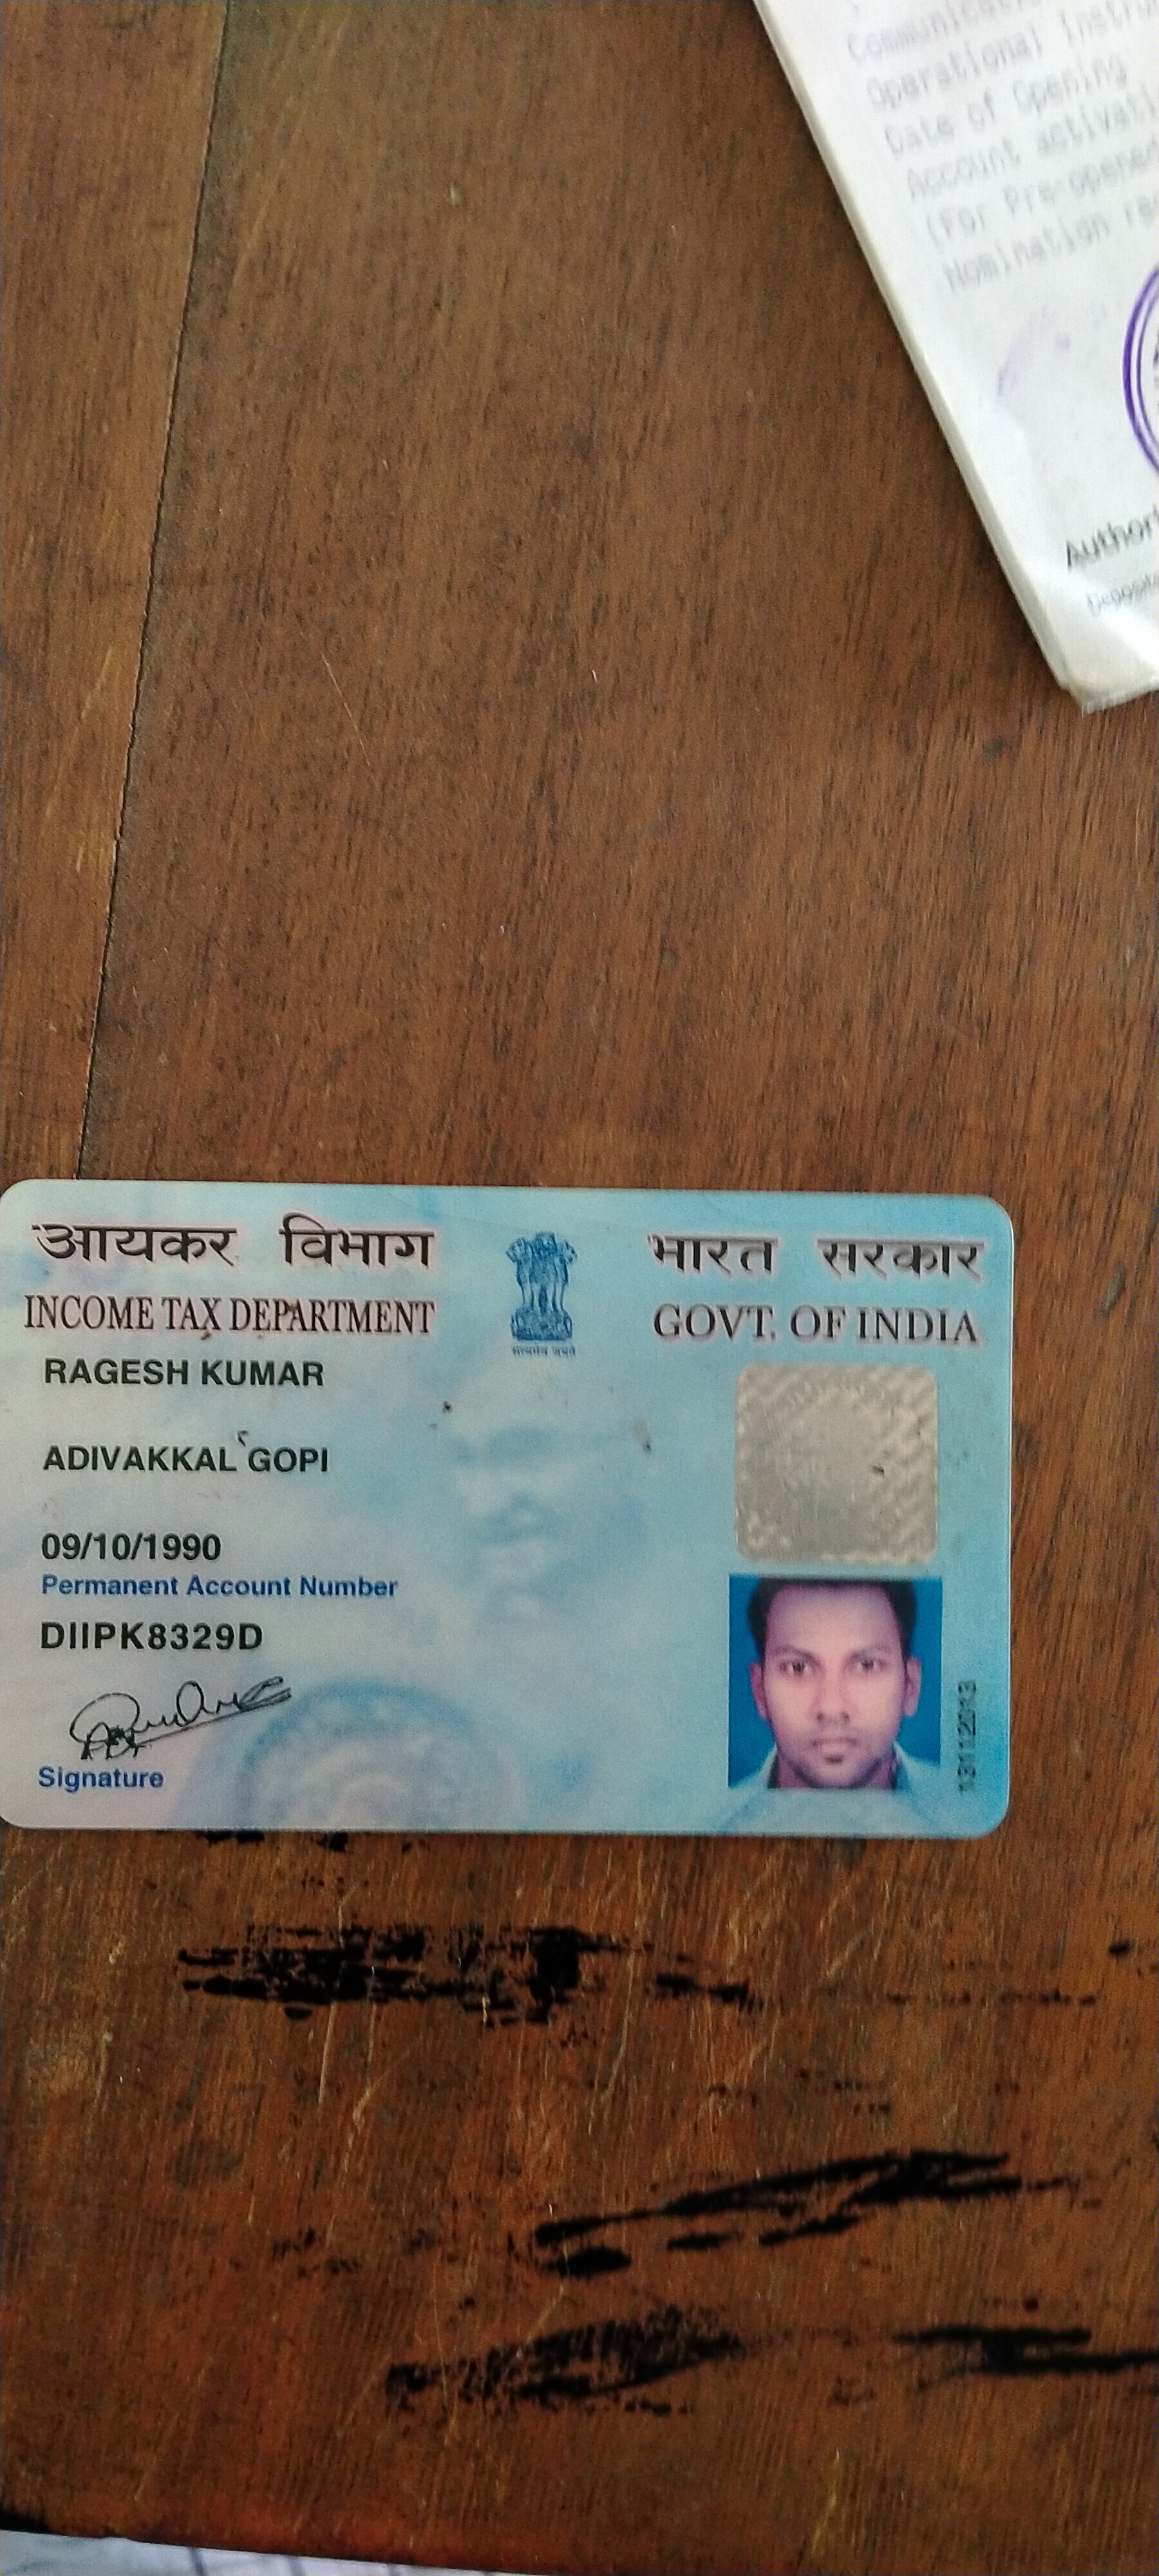 Operational Instru
Date of Opening
Account activati
(For Pre-opened
Nomination re
Author
आयकर विभाग
INCOME TAX DEPARTMENT
भारत सरकार
GOVT. OF INDIA
सत्यमेव जयते
RAGESH KUMAR
ADIVAKKAL GOPI
09/10/1990
Permanent Account Number
DIIPK8329D
Signature
13112013